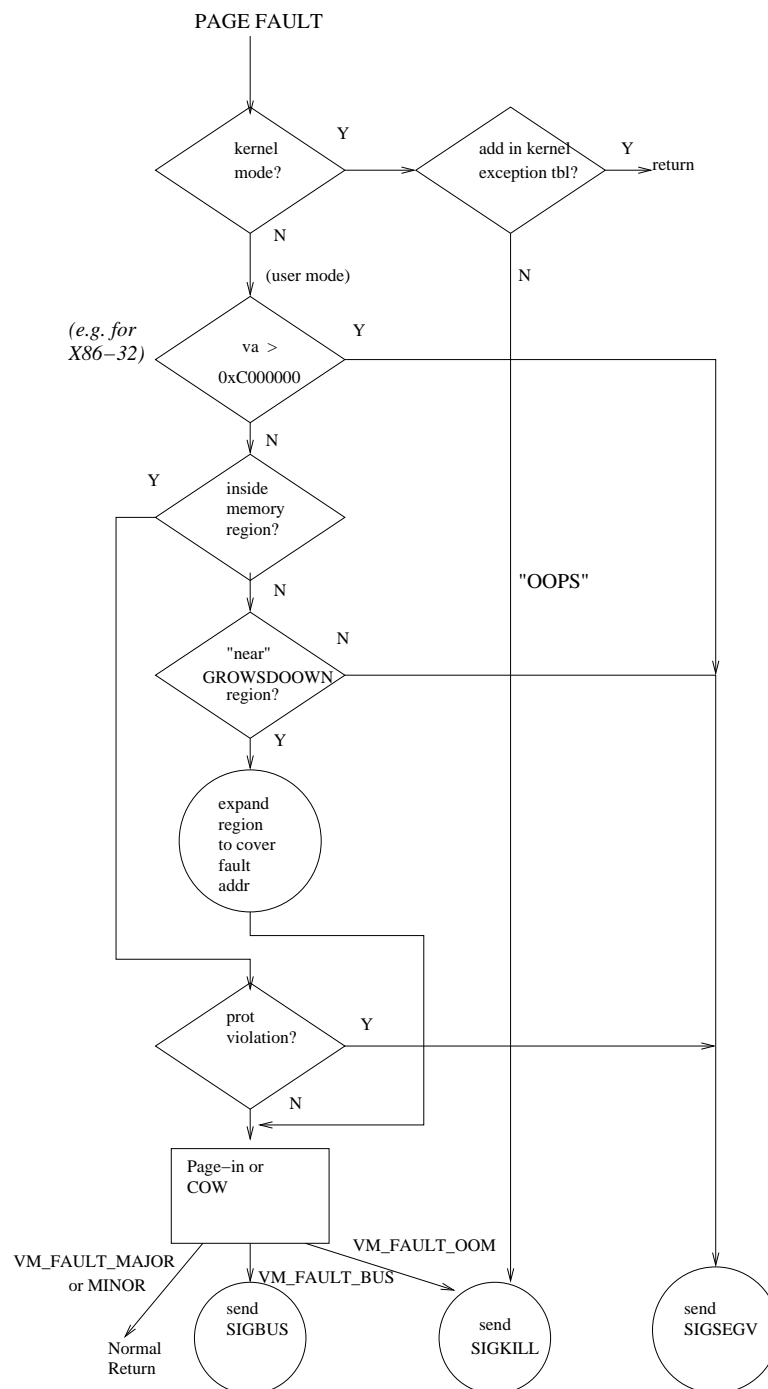 PAGE FAULT
kernel
mode?
Y
add in kernel
exception tbl?
Y
return
N
(user mode)
N
(e.g. for
X86−32)
va >
0xC000000
Y
N
Y
inside
memory
region?
N
"OOPS"
"near"
GROWSDOOWN
region?
N
Y
expand
region
to cover
fault
addr
prot
violation?
Y
N
Page−in or
COW
VM_FAULT_MAJOR
or MINOR
VM_FAULT_OOM
VM_FAULT_BUS
Normal
Return
send
SIGBUS
send
SIGKILL
send
SIGSEGV